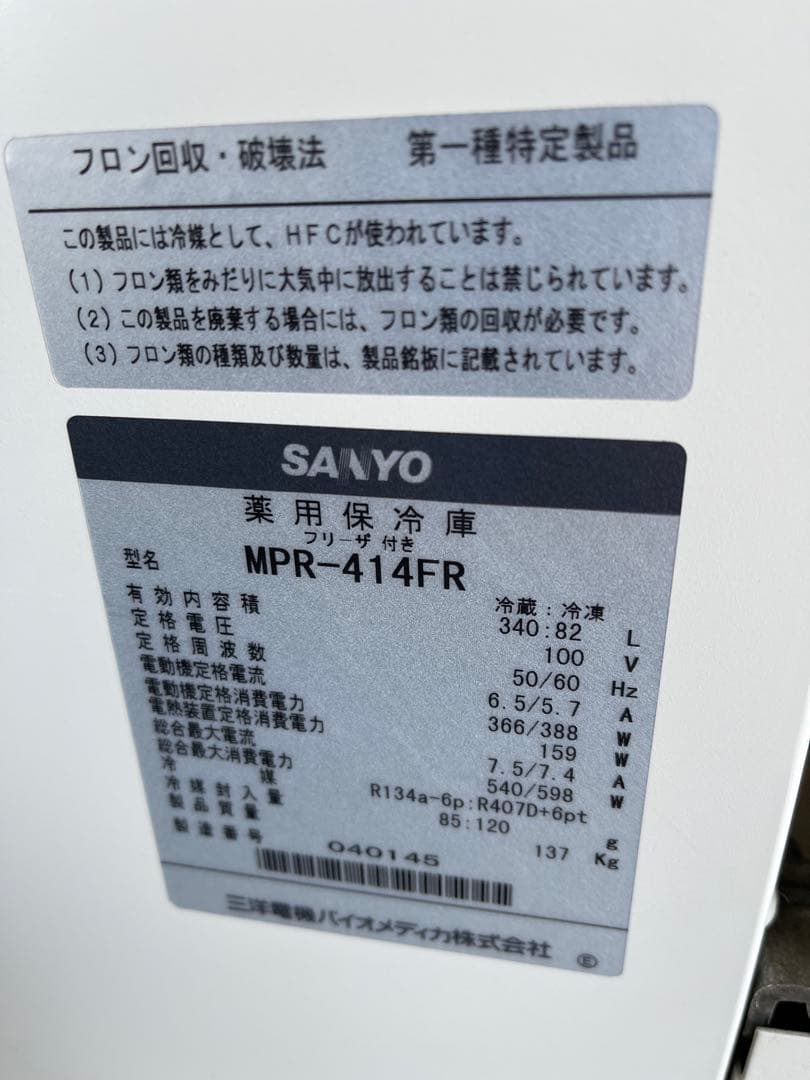 フロン回収・破壊法 第一種特定製品
この製品には冷媒として、HFCが使われています。
(1)フロン類をみだりに大気中に放出することは禁じられています。
(2)この製品を廃棄する場合には、フロン類の回収が必要です。
(3)フロン類の種類及び数量は、製品銘板に記載されています。
SANYO
薬用保冷庫
フリーザ付き
型名 MPR-414FR
冷蔵:冷凍
有効内容積 340:82 L
定格電圧 100 V
定格周波数 50/60 Hz
電動機定格電流 6.5/5.7 A
電動機定格消費電力 366/388 W
電熱装置定格消費電力 159 W
総合最大電流 7.5/7.4 A
総合最大消費電力 540/598 W
冷媒 R134a-6p:R407D+6pt
冷媒封入量 85:120 g
製品質量 137 Kg
製造番号 040145
三洋電機バイオメディカ株式会社 Ⓔ